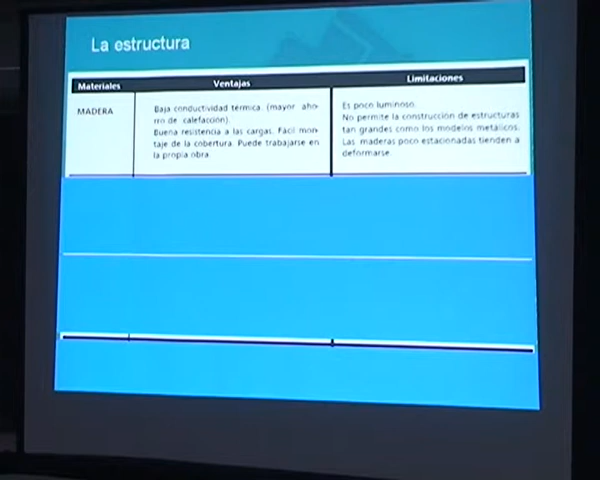 La estructura
Materiales Ventajas Limitaciones
MADERA
Baja conductividad térmica. (mayor aho-
rro de calefacción).
Buena resistencia a las cargas. Fácil mon-
taje de la cobertura. Puede trabajarse en
la propia obra
Es poco luminoso.
No permite la construcción de estructuras
tan grandes como los modelos metálicos.
Las maderas poco estacionadas tienden a
deformarse